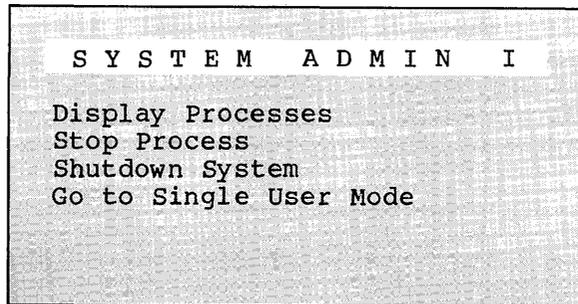 SYSTEM ADMIN I
Display Processes
Stop Process
Shutdown System
Go to Single User Mode